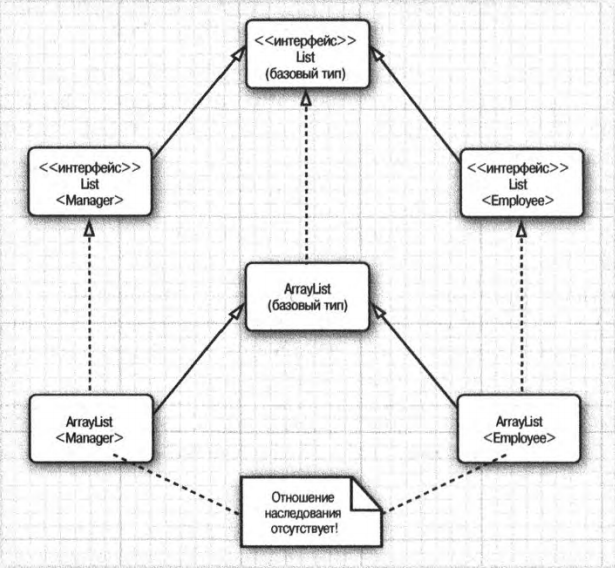 <<интерфейс>>
List
(базовый тип)
<<интерфейс>>
List
<Manager>
<<интерфейс>>
List
<Employee>
ArrayList
(базовый тип)
ArrayList
<Manager>
ArrayList
<Employee>
Отношение
наследования
отсутствует!